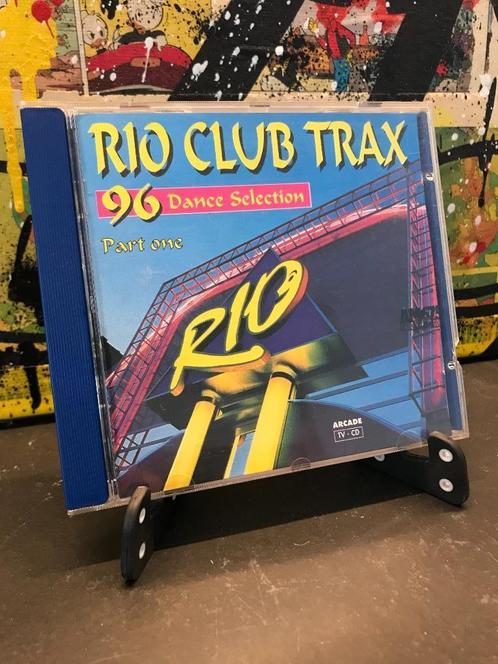 RIO CLUB TRAX
96 Dance Selection
Part one
RIO
ARCADE
TV - CD